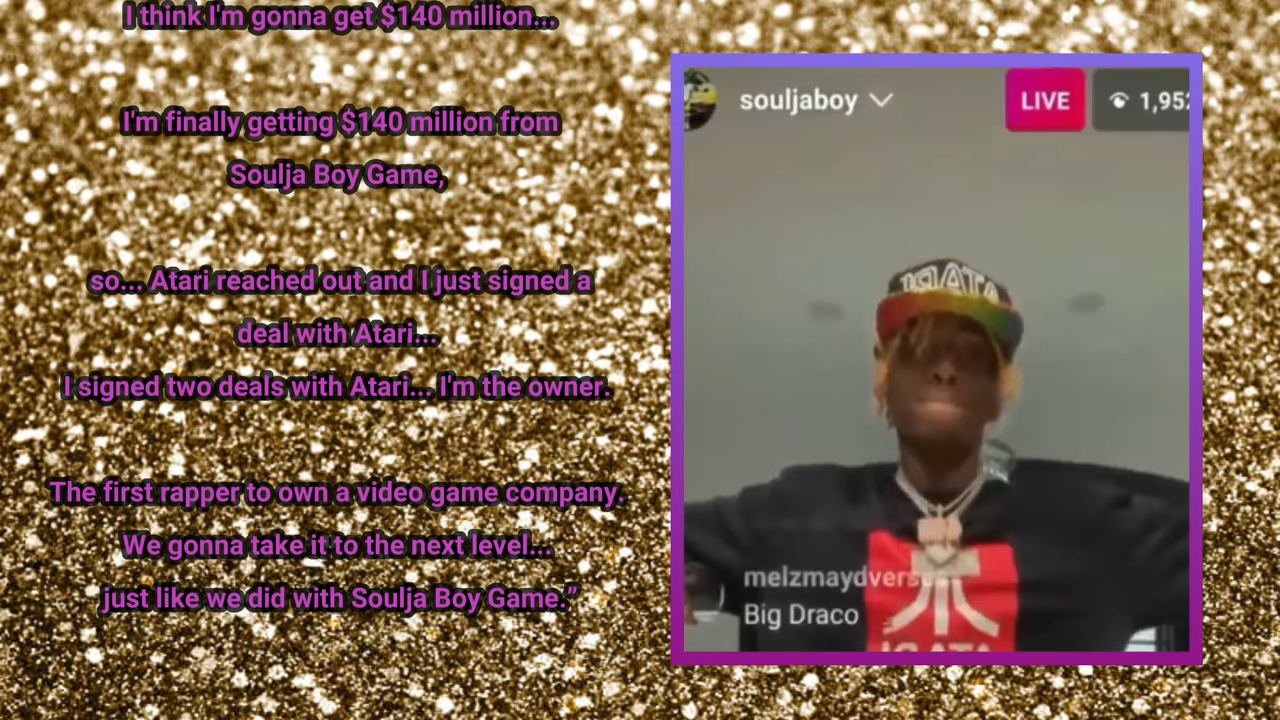 I think I'm gonna get $140 million...
I'm finally getting $140 million from
Soulja Boy Game,
so... Atari reached out and I just signed a
deal with Atari...
I signed two deals with Atari... I'm the owner.
The first rapper to own a video game company.
We gonna take it to the next level...
just like we did with Soulja Boy Game.”
souljaboy
LIVE
1,952
ATARI
Big Draco